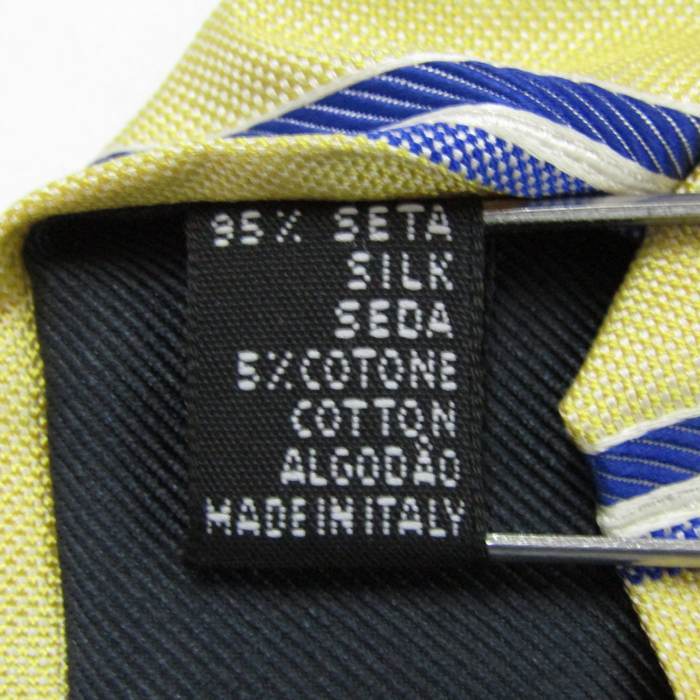 95% SETA
SILK
SEDA
5%COTONE
COTTON
ALGODÃO
MADE IN ITALY